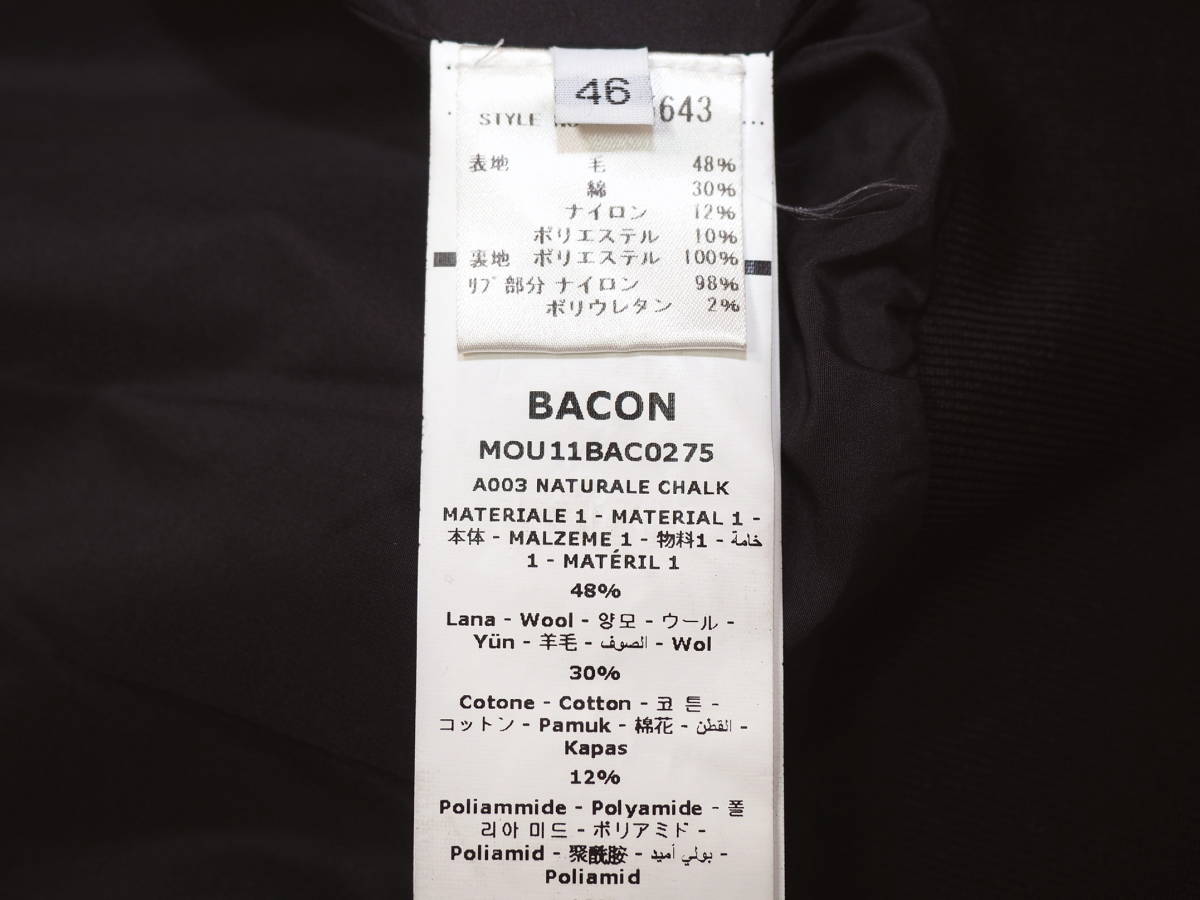 46
STYLE 643
表地 毛 48%
綿 30%
ナイロン 12%
ポリエステル 10%
裏地 ポリエステル 100%
リブ部分 ナイロン 98%
ポリウレタン 2%
BACON
MOU11BAC0275
A003 NATURALE CHALK
MATERIALE 1 - MATERIAL 1 -
本体 - MALZEME 1 - 物料1 - خامة
1 - MATÉRIL 1
48%
Lana - Wool - 양모 - ウール -
Yün - 羊毛 - الصوف - Wol
30%
Cotone - Cotton - 코 튼 -
コットン - Pamuk - 棉花 - القطن -
Kapas
12%
Poliammide - Polyamide - 폴
리아 미드 - ポリアミド -
Poliamid - 聚酰胺 - بولي أميد -
Poliamid